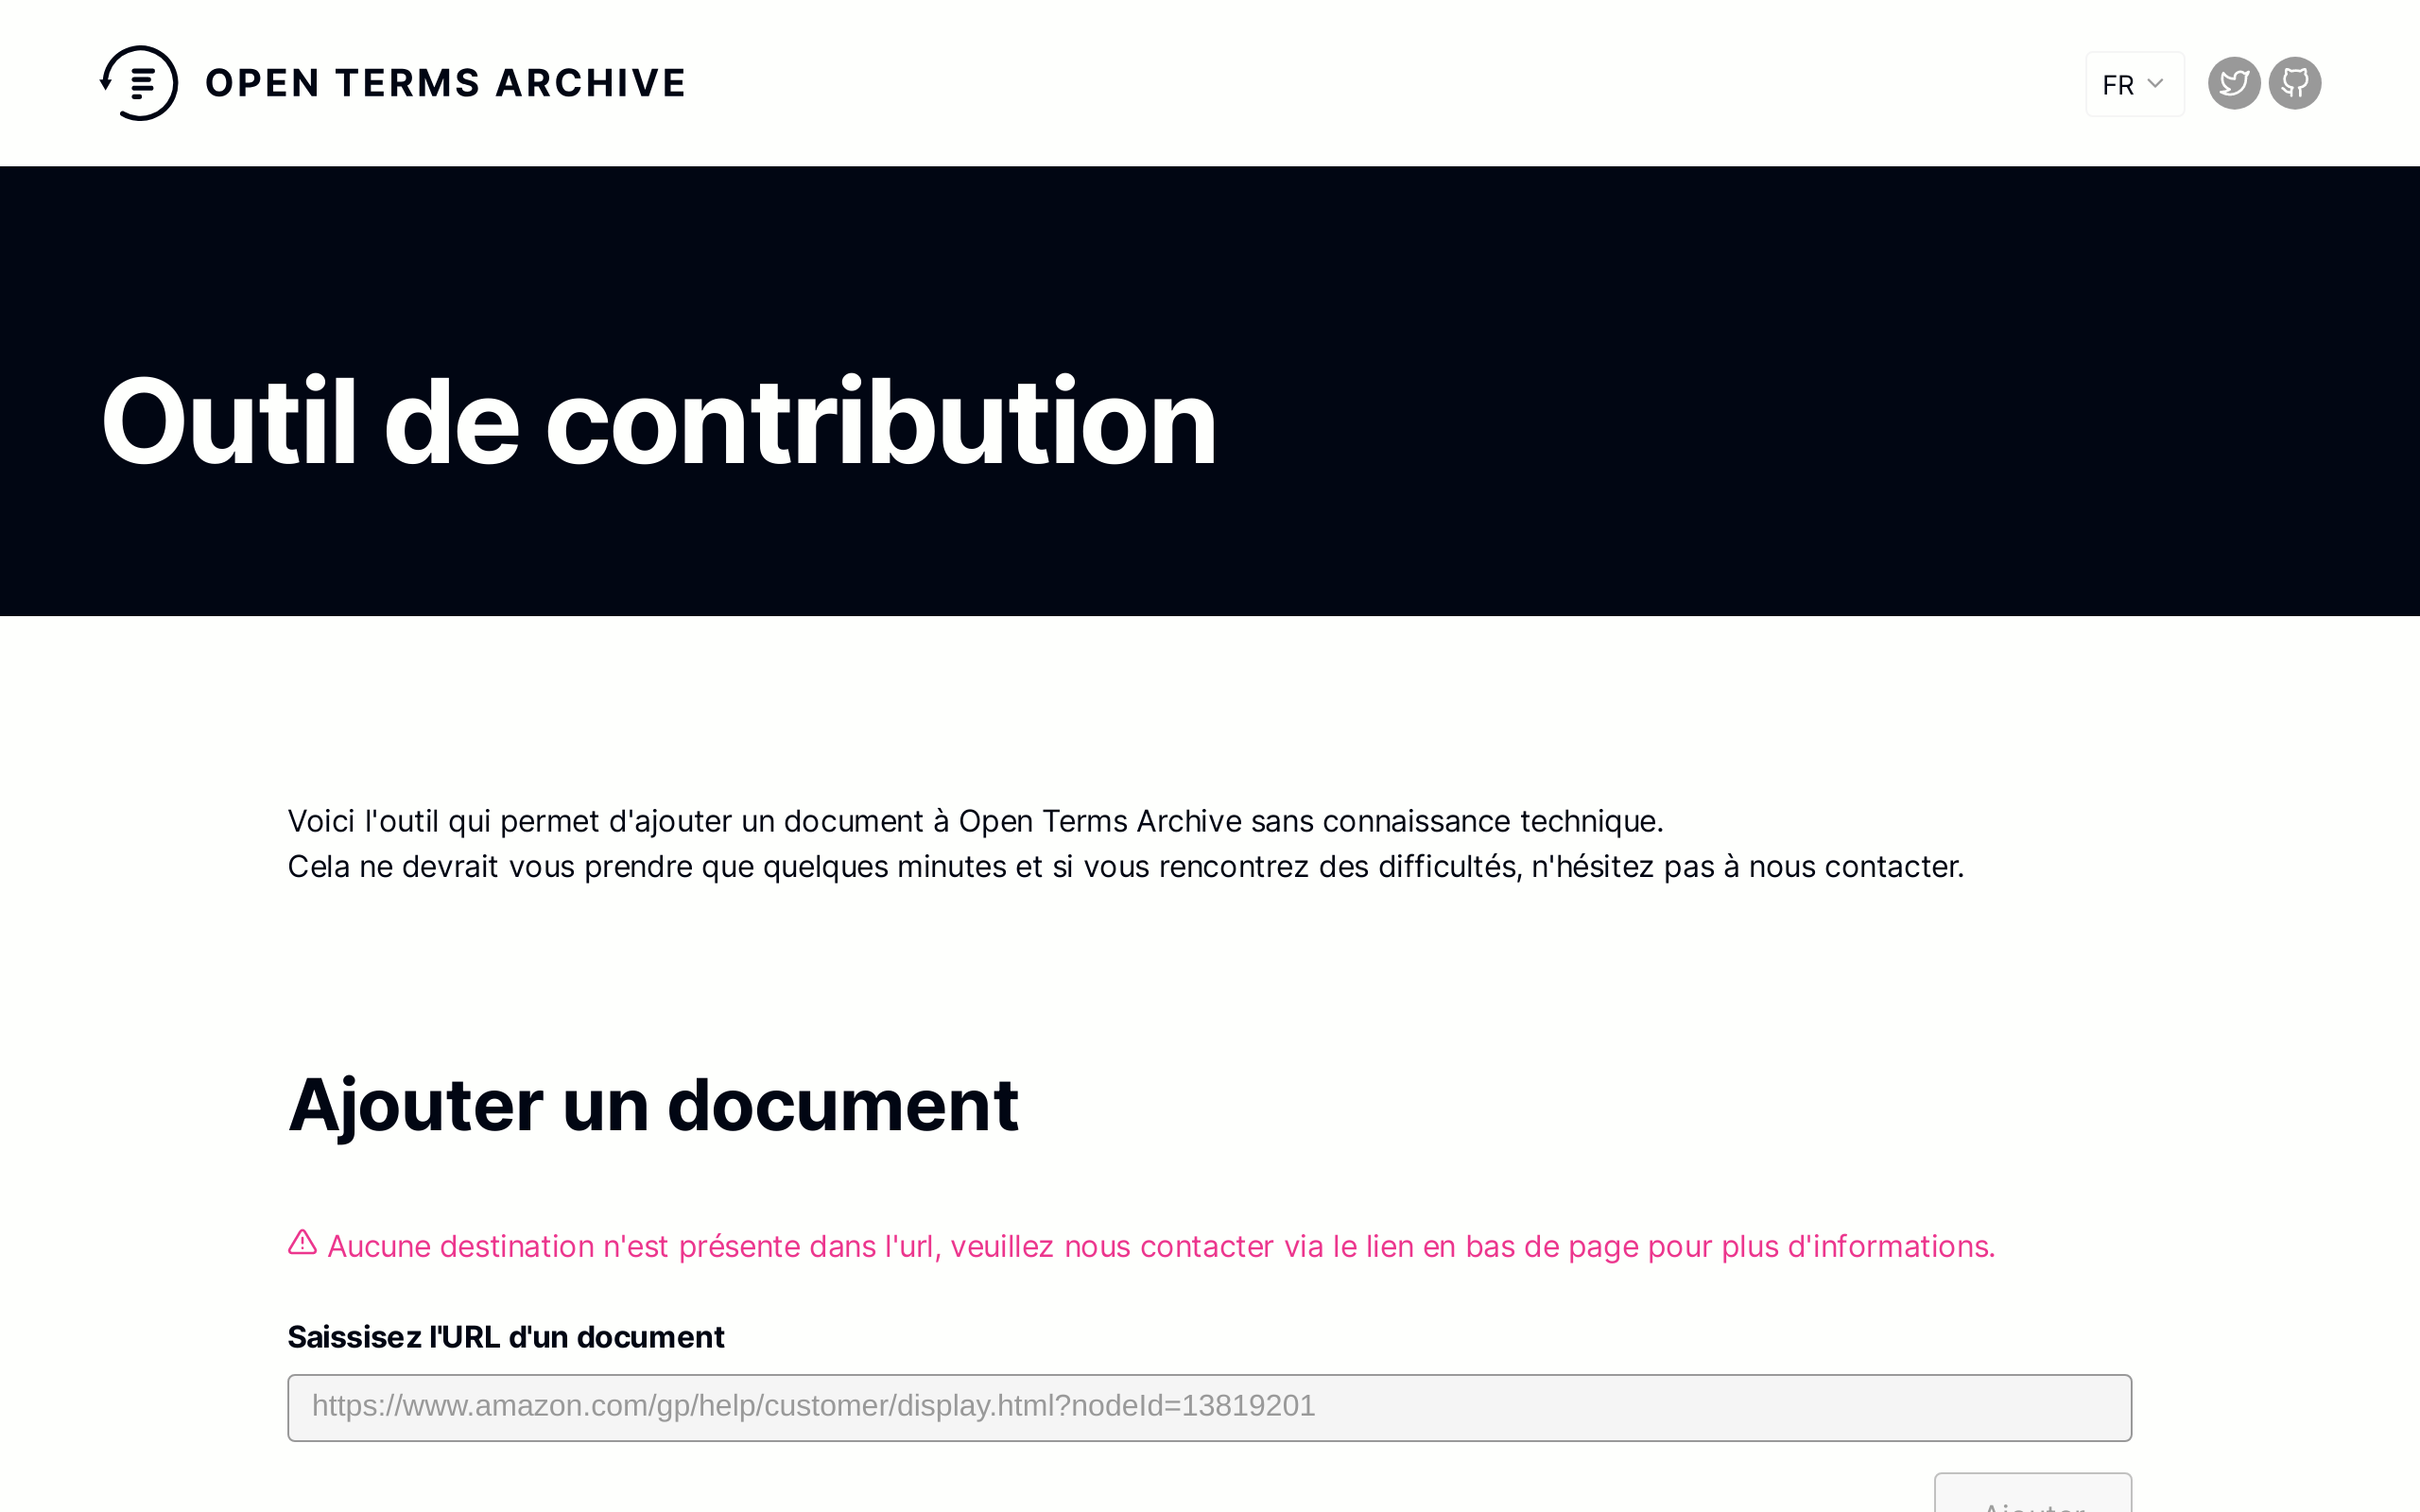 OPEN TERMS ARCHIVE
FR
Outil de contribution
Voici l'outil qui permet d'ajouter un document à Open Terms Archive sans connaissance technique.
Cela ne devrait vous prendre que quelques minutes et si vous rencontrez des difficultés, n'hésitez pas à nous contacter.
Ajouter un document
Aucune destination n'est présente dans l'url, veuillez nous contacter via le lien en bas de page pour plus d'informations.
Saissisez l'URL d'un document
https://www.amazon.com/gp/help/customer/display.html?nodeId=13819201
Ajouter